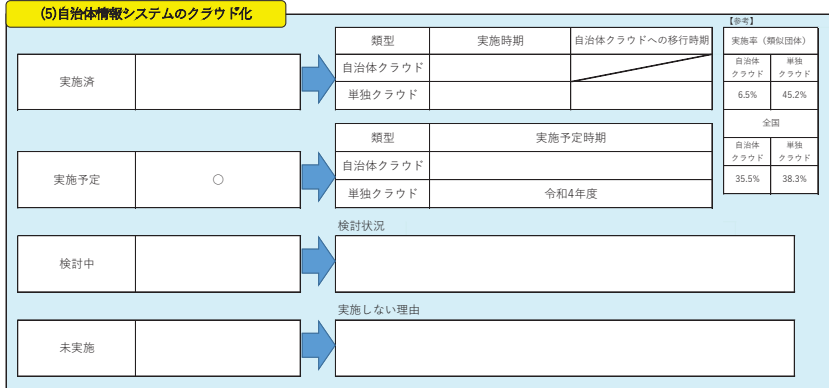 (5)自治体情報システムのクラウド化
【参考】
類型 実施時期 自治体クラウドへの移行時期
実施済
自治体クラウド
単独クラウド
実施率（類似団体）
自治体クラウド 単独クラウド
6.5% 45.2%
全国
自治体クラウド 単独クラウド
35.5% 38.3%
類型 実施予定時期
実施予定 ○
自治体クラウド
単独クラウド 令和4年度
検討状況
検討中
実施しない理由
未実施